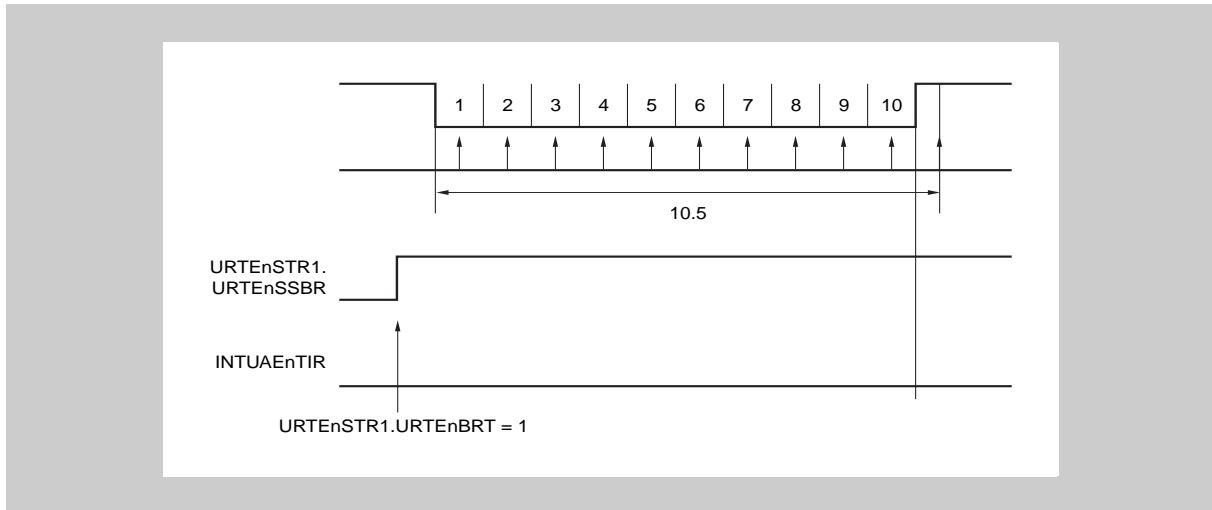 1 2 3 4 5 6 7 8 9 10
10.5
URTEnSTR1.
URTEnSSBR
INTUAEnTIR
URTEnSTR1.URTEnBRT = 1